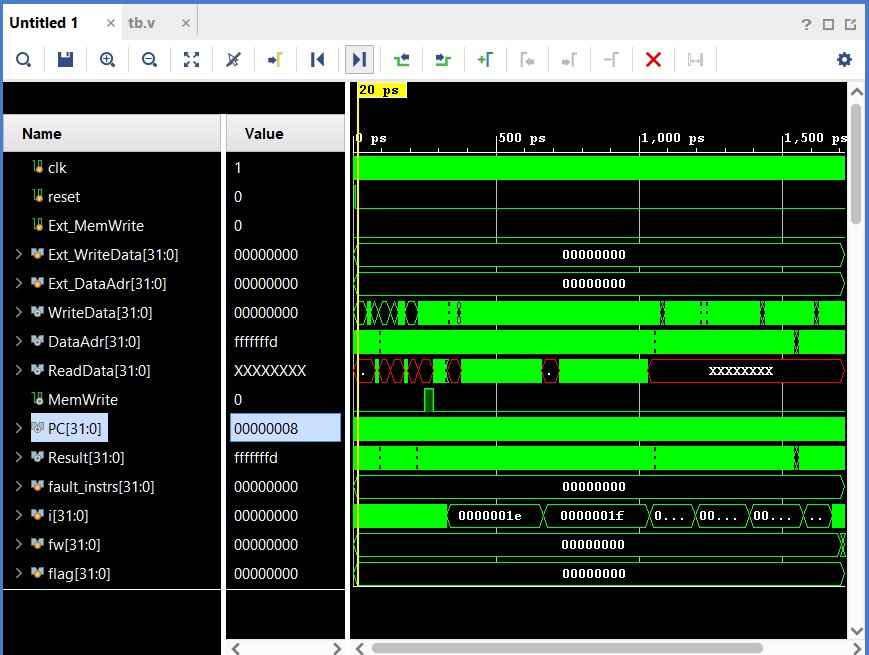 Untitled 1 × tb.v ×
?
20 ps
Name Value
0 ps 500 ps 1,000 ps 1,500 ps
clk 1
reset 0
Ext_MemWrite 0
Ext_WriteData[31:0] 00000000 00000000
Ext_DataAdr[31:0] 00000000 00000000
WriteData[31:0] 00000000
DataAdr[31:0] fffffffd
ReadData[31:0] XXXXXXXX . . XXXXXXXX
MemWrite 0
PC[31:0] 00000008
Result[31:0] fffffffd
fault_instrs[31:0] 00000000 00000000
i[31:0] 00000000 0000001e 0000001f 0... 00... 00... ..
fw[31:0] 00000000 00000000
flag[31:0] 00000000 00000000